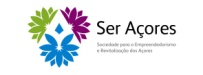 Ser Açores
Sociedade para o Empreendedorismo
e Revitalização dos Açores